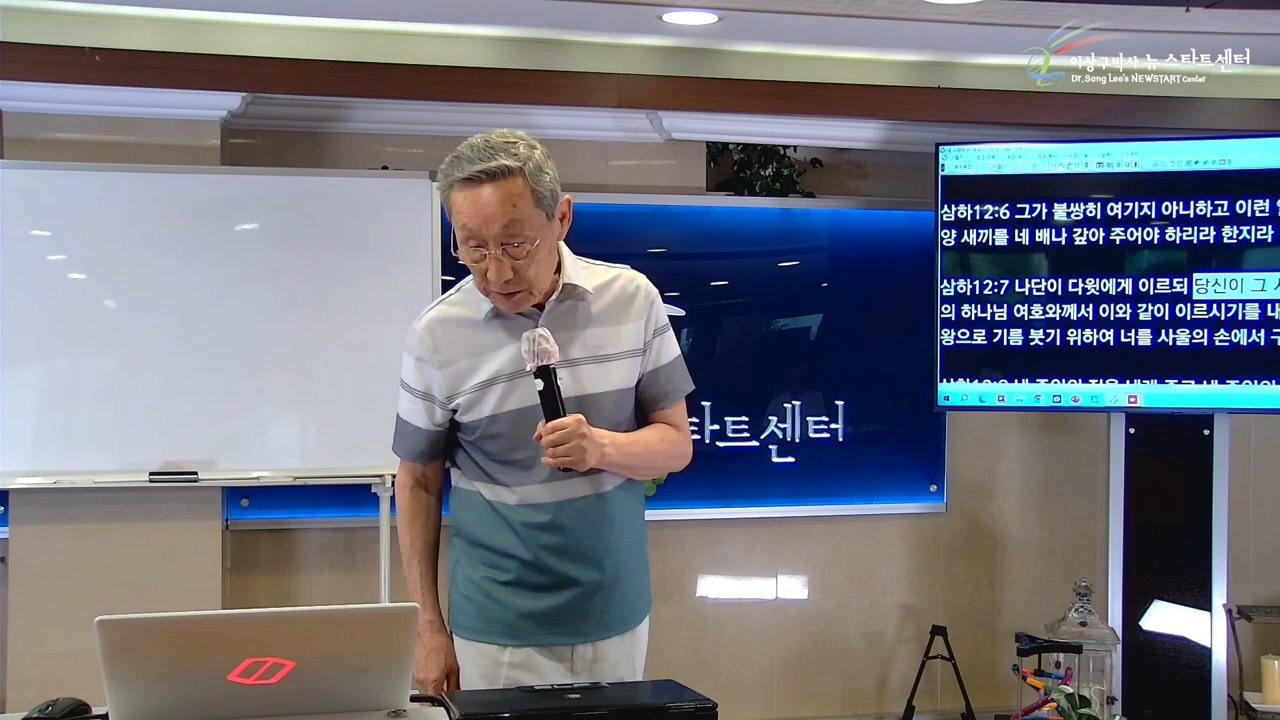 이상구박사 뉴스타트센터
Dr. Sang Lee's NEWSTART Center
삼하12:6 그가 불쌍히 여기지 아니하고 이런
양 새끼를 네 배나 갚아 주어야 하리라 한지라
삼하12:7 나단이 다윗에게 이르되 당신이 그
의 하나님 여호와께서 이와 같이 이르시기를
왕으로 기름 붓기 위하여 너를 사울의 손에서
타트센터